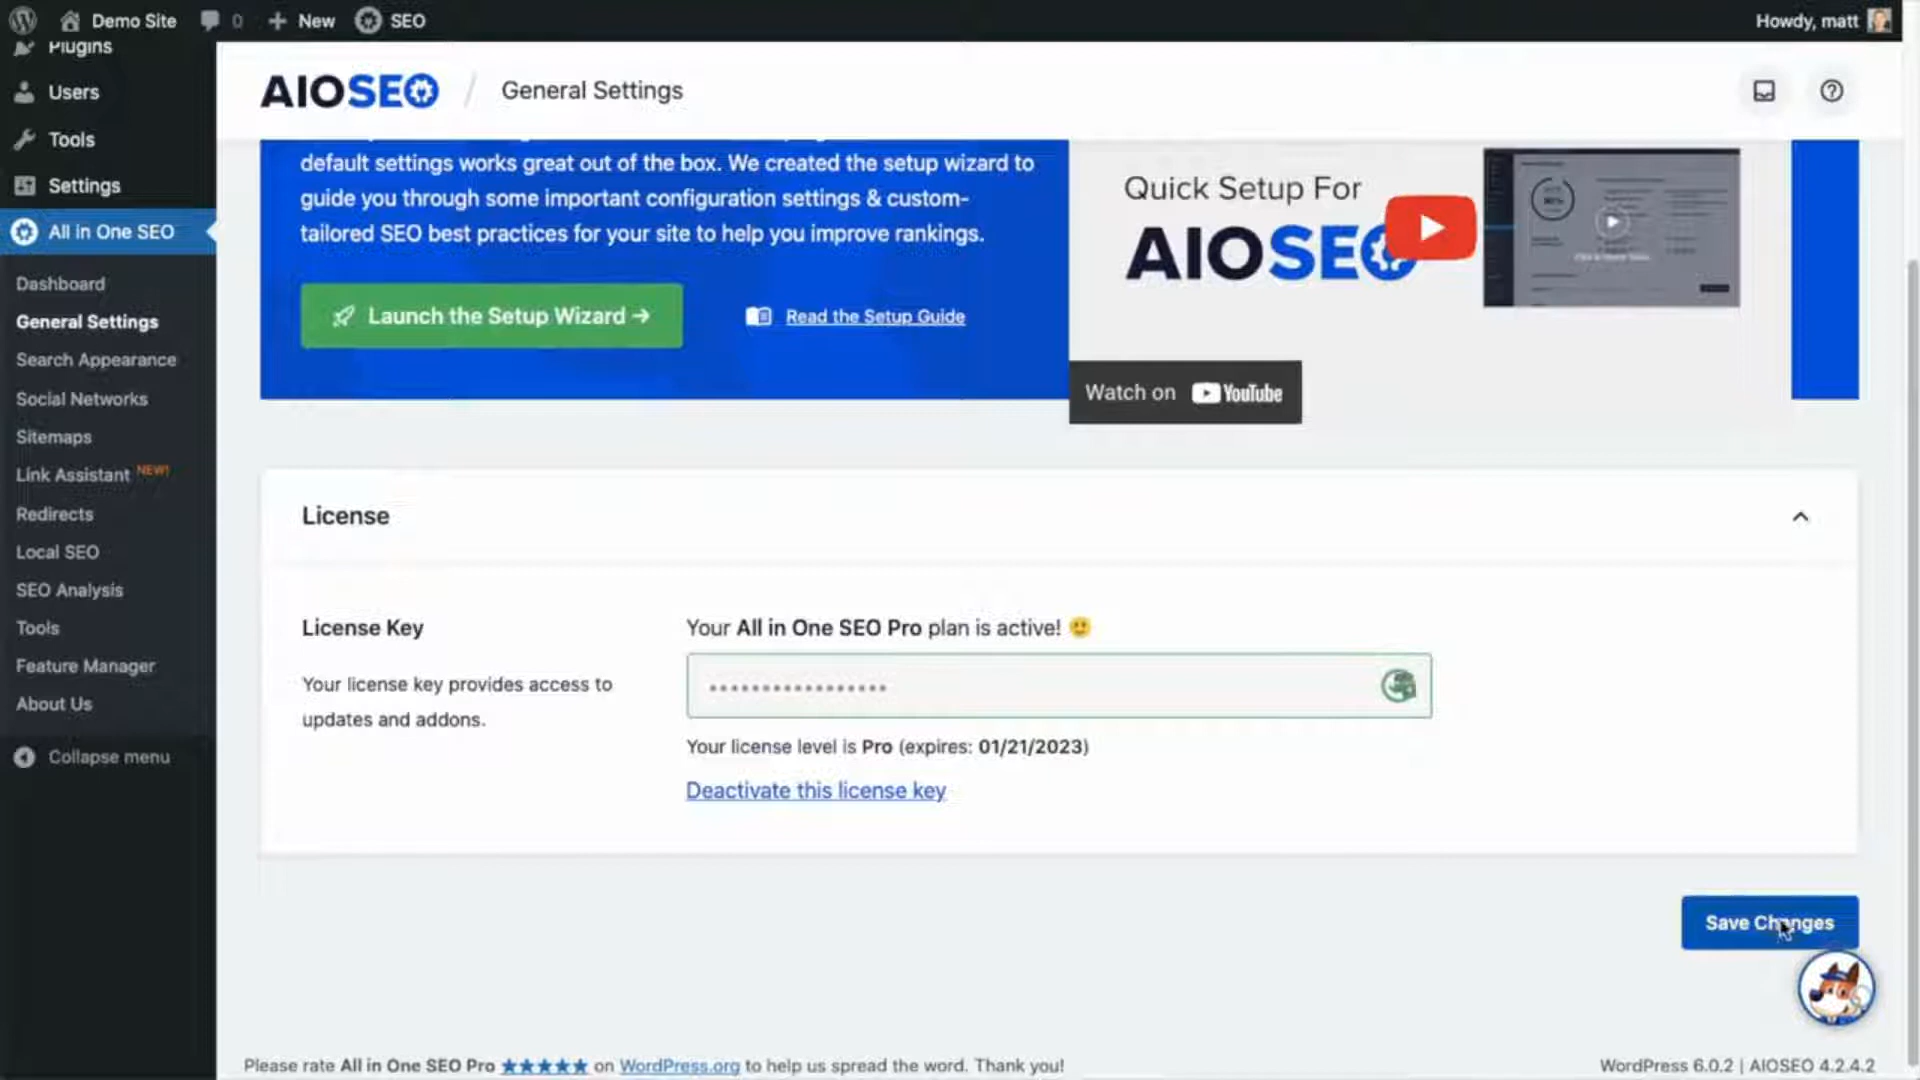 Demo Site 0 New SEO Howdy, matt
Plugins
Users
Tools
Settings
All in One SEO
Dashboard
General Settings
Search Appearance
Social Networks
Sitemaps
Link Assistant NEW!
Redirects
Local SEO
SEO Analysis
Tools
Feature Manager
About Us
Collapse menu
AIOSEO / General Settings
default settings works great out of the box. We created the setup wizard to
guide you through some important configuration settings & custom-
tailored SEO best practices for your site to help you improve rankings.
Launch the Setup Wizard →
Read the Setup Guide
Quick Setup For
AIOSEO
Watch on YouTube
License
License Key
Your license key provides access to
updates and addons.
Your All in One SEO Pro plan is active! 🙂
•••••••••••••••••
Your license level is Pro (expires: 01/21/2023)
Deactivate this license key
Save Changes
Please rate All in One SEO Pro ★★★★★ on WordPress.org to help us spread the word. Thank you!
WordPress 6.0.2 | AIOSEO 4.2.4.2